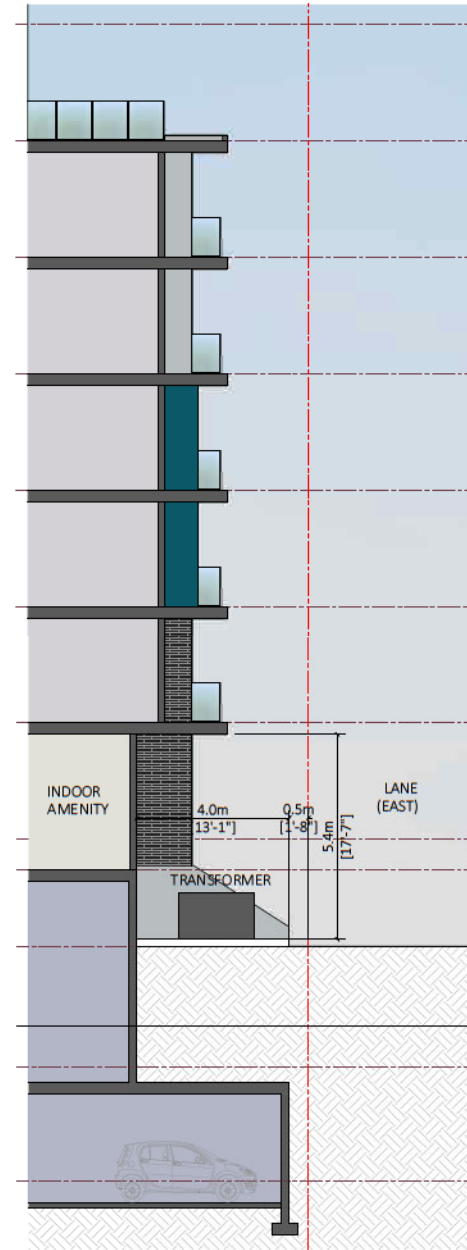 INDOOR
AMENITY
4.0m
[13'-1"]
0.5m
[1'-8"]
5.4m
[17'-7"]
LANE
(EAST)
TRANSFORMER